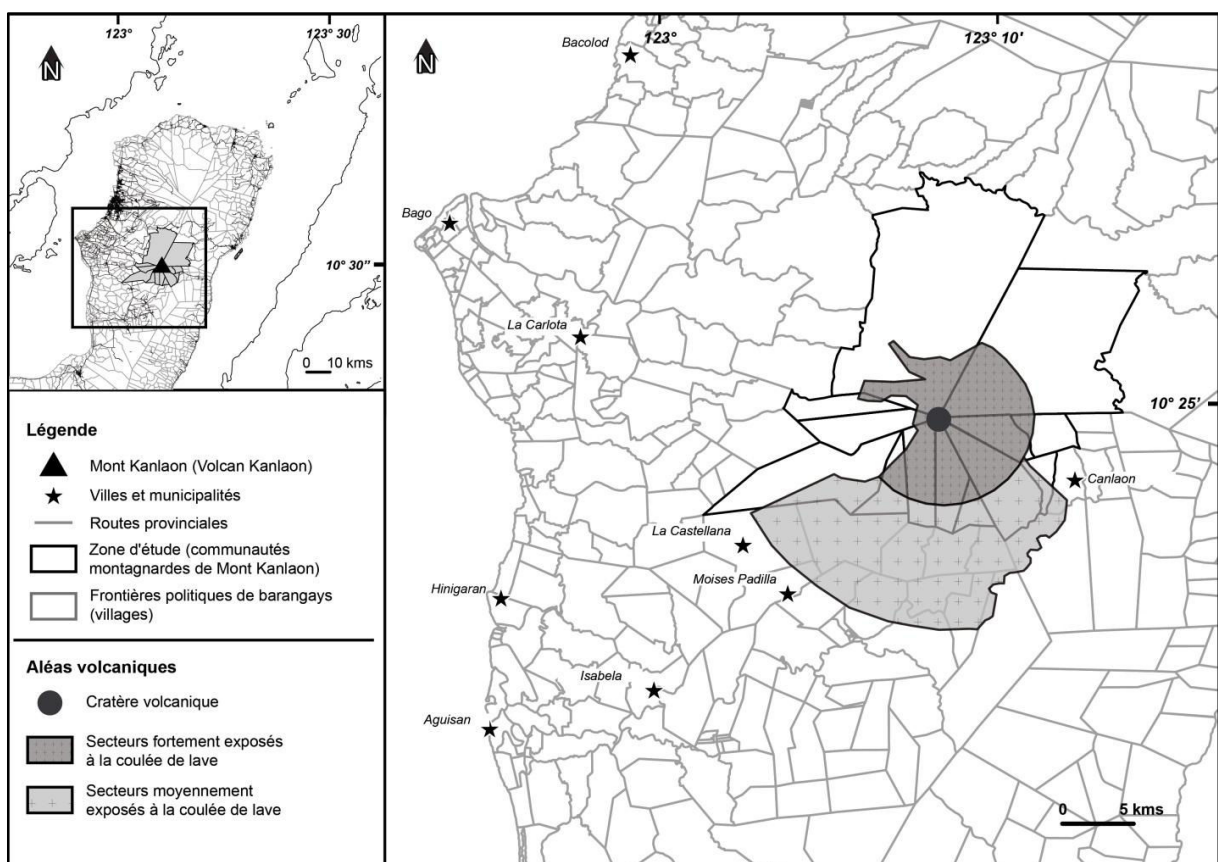 123°
123° 30'
N
10° 30"
0 10 kms
Légende
Mont Kanlaon (Volcan Kanlaon)
Villes et municipalités
Routes provinciales
Zone d'étude (communautés
montagnardes de Mont Kanlaon)
Frontières politiques de barangays
(villages)
Aléas volcaniques
Cratère volcanique
Secteurs fortement exposés
à la coulée de lave
Secteurs moyennement
exposés à la coulée de lave
N
123°
123° 10'
Bacolod
Bago
La Carlota
10° 25'
Canlaon
La Castellana
Moises Padilla
Hinigaran
Isabela
Aguisan
0 5 kms